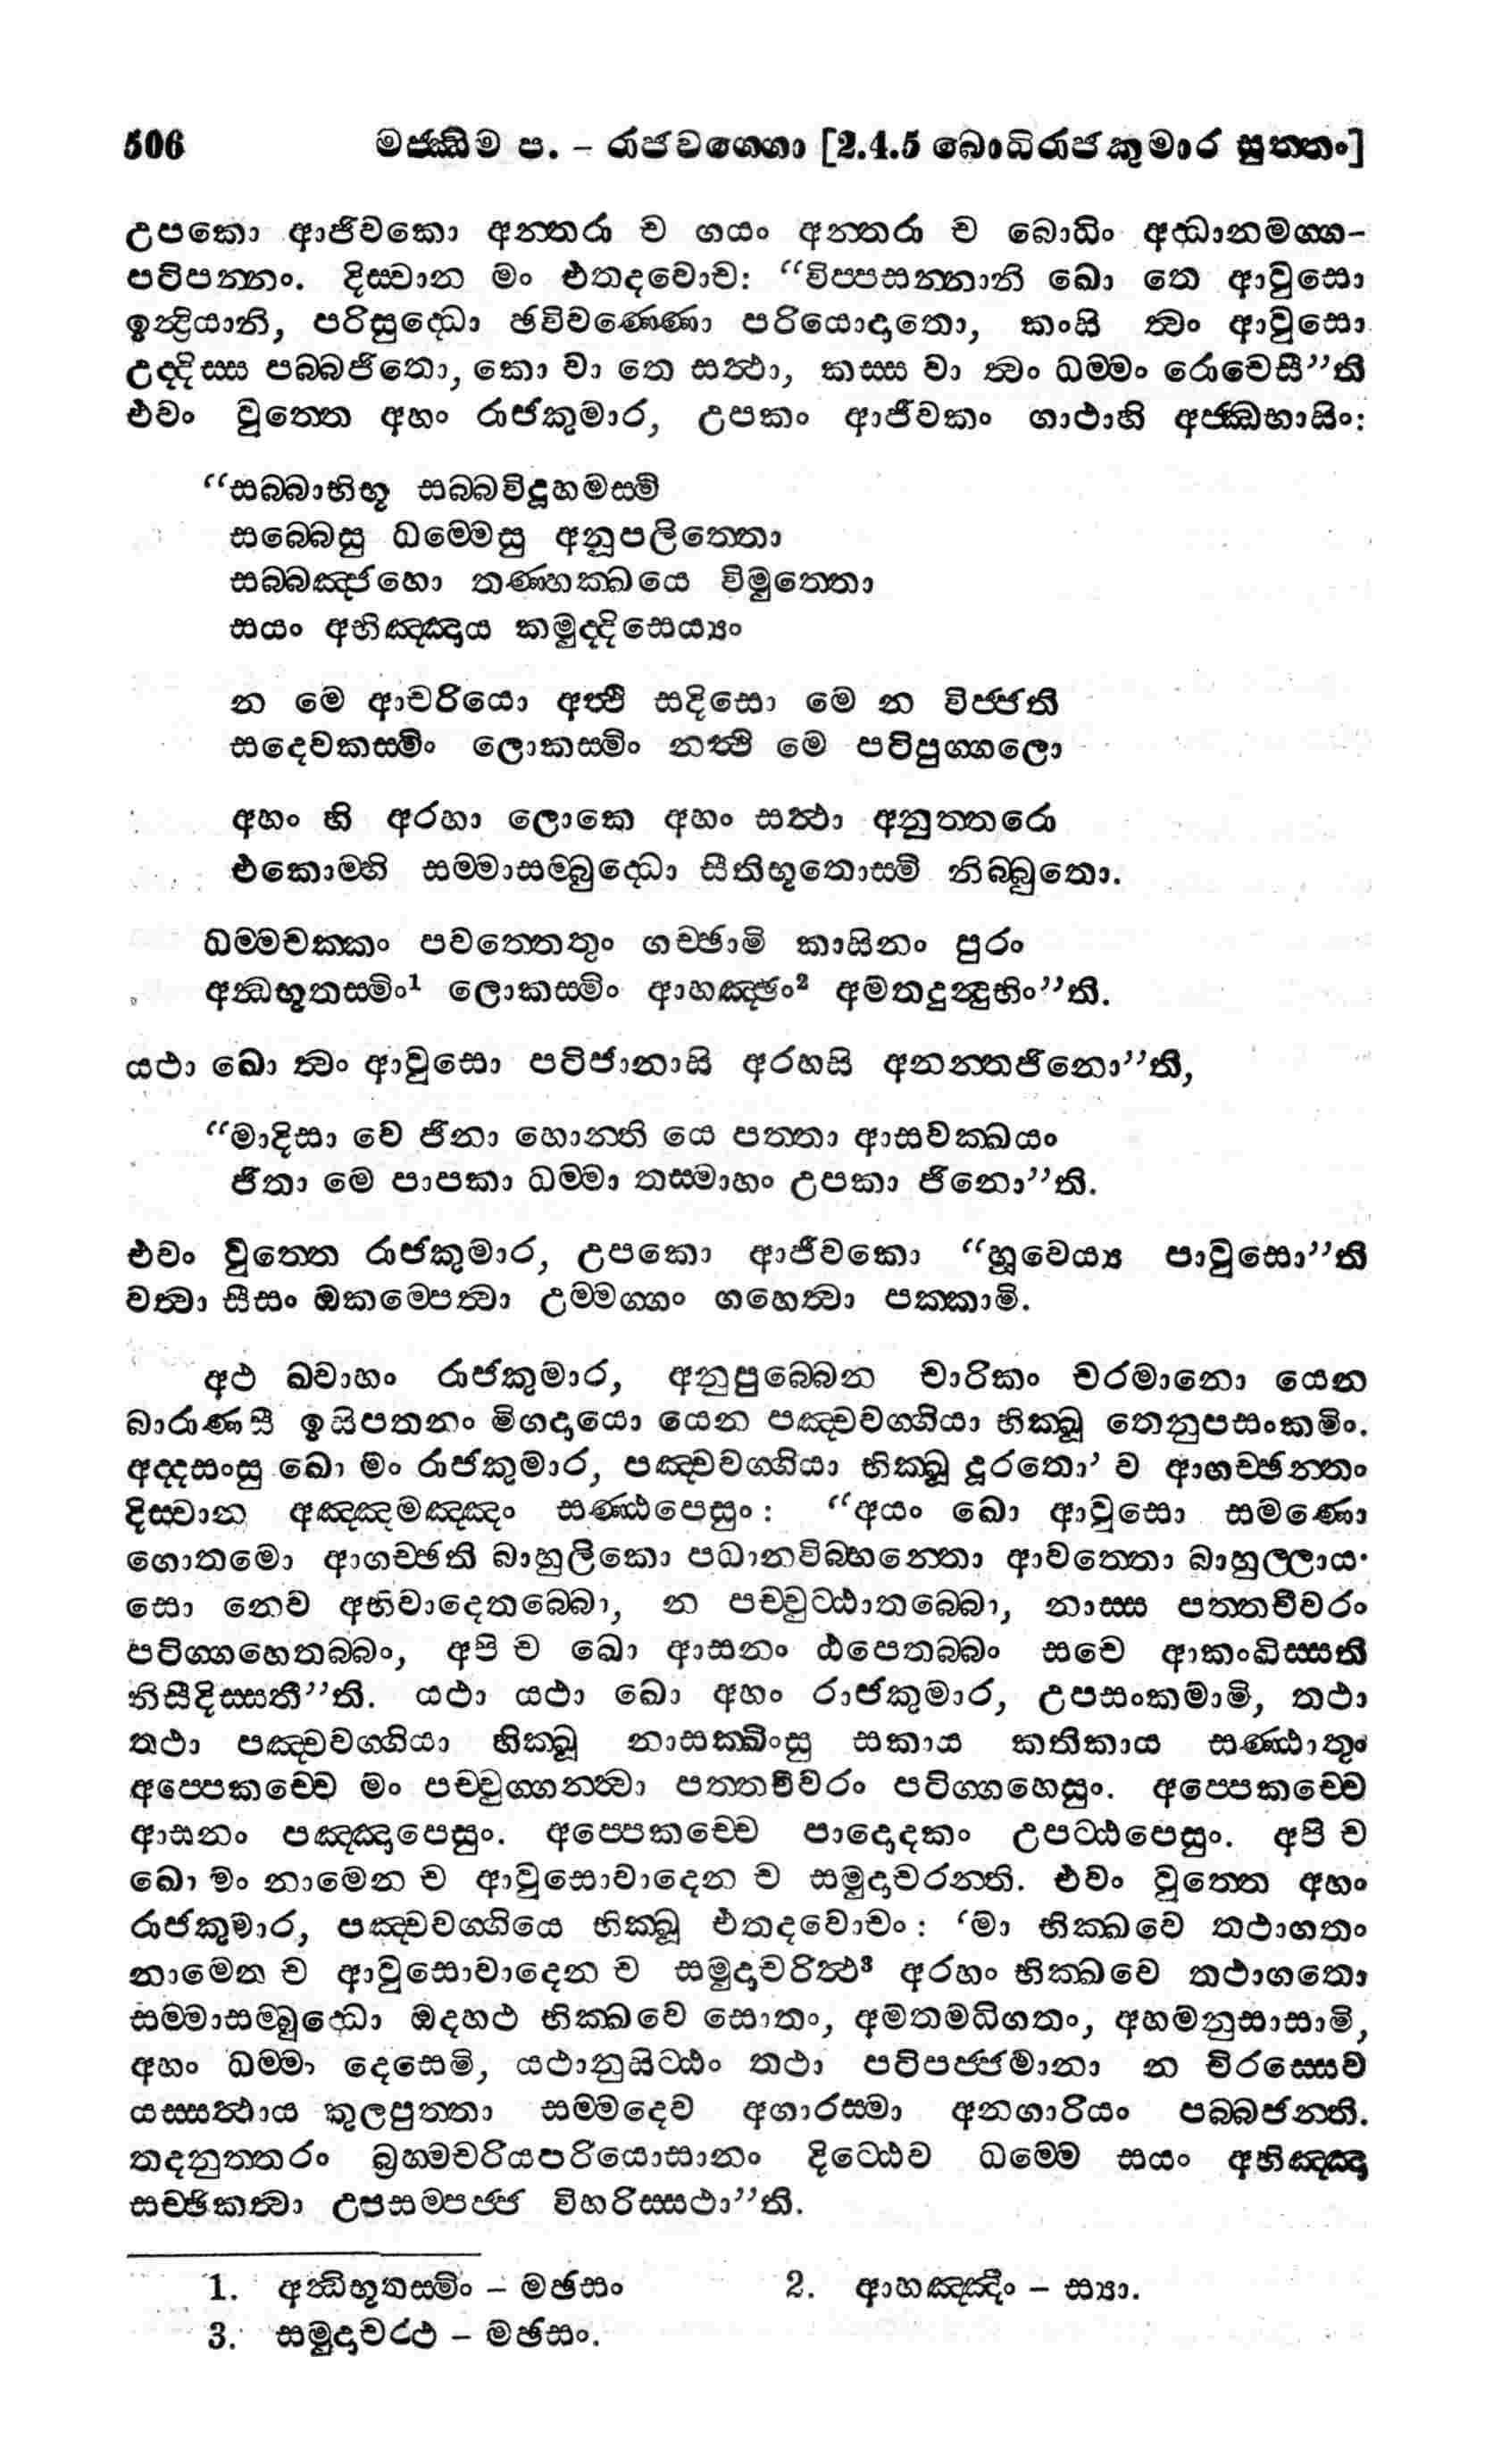 506 මජ්ඣිම ප. – රාජවග්ගො [2.4.5 බොධිරාජකුමාර සුත්තං]
උපකො ආජිවකො අන්තරා ච ගයං අන්තරා ච බොධිං අද්ධානමග්ග-
පටිපන්නං. දිස්වාන මං එතදවොච: “විප්පසන්නානි ඛො තෙ ආවුසො
ඉන්ද්‍රියානි, පරිසුද්ධො ඡවිවණ්ණො පරියොදාතො, කංසි ත්වං ආවුසො
උද්දිස්ස පබ්බජිතො, කො වා තෙ සත්ථා, කස්ස වා ත්වං ධම්මං රොචෙසී”ති
එවං වුත්තෙ අහං රාජකුමාර, උපකං ආජීවකං ගාථාහි අජ්ඣභාසිං:
“සබ්බාභිභූ සබ්බවිදූහමස්මි
සබ්බෙසු ධම්මෙසු අනූපලිත්තො
සබ්බඤ්ජහො තණ්හක්ඛයෙ විමුත්තො
සයං අභිඤ්ඤාය කමුද්දිසෙය්‍යං
න මෙ ආචරියො අත්ථි සදිසො මෙ න විජ්ජති
සදෙවකස්මිං ලොකස්මිං නත්ථි මෙ පටිපුග්ගලො
අහං හි අරහා ලොකෙ අහං සත්ථා අනුත්තරො
එකොම්හි සම්මාසම්බුද්ධො සීතිභූතොස්මි නිබ්බුතො.
ධම්මචක්කං පවත්තෙතුං ගච්ඡාමි කාසිනං පුරං
අන්ධභූතස්මිං¹ ලොකස්මිං ආහඤ්ඡං² අමතදුන්දුභිං”ති.
යථා ඛො ත්වං ආවුසො පටිජානාසි අරහසි අනන්තජිනො”ති,
“මාදිසා වෙ ජිනා හොන්ති යෙ පත්තා ආසවක්ඛයං
ජිතා මෙ පාපකා ධම්මා තස්මාහං උපකා ජිනො”ති.
එවං වුත්තෙ රාජකුමාර, උපකො ආජීවකො “හූවෙය්‍ය පාවුසො”ති
වත්වා සීසං ඔකම්පෙත්වා උම්මග්ගං ගහෙත්වා පක්කාමි.
අථ ඛ්වාහං රාජකුමාර, අනුපුබ්බෙන චාරිකං චරමානො යෙන
බාරාණසී ඉසිපතනං මිගදායො යෙන පඤ්චවග්ගියා භික්ඛූ තෙනුපසංකමිං.
අද්දසංසු ඛො මං රාජකුමාර, පඤ්චවග්ගියා භික්ඛූ දූරතො’ ව ආගච්ඡන්තං
දිස්වාන අඤ්ඤමඤ්ඤං සණ්ඨපෙසුං: “අයං ඛො ආවුසො සමණො
ගොතමො ආගච්ඡති බාහුලිකො පධානවිබ්භන්තො ආවත්තො බාහුල්ලාය·
සො නෙව අභිවාදෙතබ්බො, න පච්චුට්ඨාතබ්බො, නාස්ස පත්තචීවරං
පටිග්ගහෙතබ්බං, අපි ච ඛො ආසනං ඨපෙතබ්බං සචෙ ආකංඛිස්සති
නිසීදිස්සතී”ති. යථා යථා ඛො අහං රාජකුමාර, උපසංකමාමි, තථා
තථා පඤ්චවග්ගියා භික්ඛූ නාසක්ඛිංසු සකාය කතිකාය සණ්ඨාතුං
අප්පෙකච්චෙ මං පච්චුග්ගන්ත්වා පත්තචීවරං පටිග්ගහෙසුං. අප්පෙකච්චෙ
ආසනං පඤ්ඤාපෙසුං. අප්පෙකච්චෙ පාදොදකං උපට්ඨපෙසුං. අපි ච
ඛො මං නාමෙන ච ආවුසොවාදෙන ච සමුදාචරන්ති. එවං වුත්තෙ අහං
රාජකුමාර, පඤ්චවග්ගියෙ භික්ඛූ එතදවොචං: ‘මා භික්ඛවෙ තථාගතං
නාමෙන ච ආවුසොවාදෙන ච සමුදාචරිත්ථ³ අරහං භික්ඛවෙ තථාගතො
සම්මාසම්බුද්ධො ඔදහථ භික්ඛවෙ සොතං, අමතමධිගතං, අහමනුසාසාමි,
අහං ධම්මං දෙසෙමි, යථානුසිට්ඨං තථා පටිපජ්ජමානා න චිරස්සෙව
යස්සත්ථාය කුලපුත්තා සම්මදෙව අගාරස්මා අනගාරියං පබ්බජන්ති.
තදනුත්තරං බ්‍රහ්මචරියපරියොසානං දිට්ඨෙව ධම්මෙ සයං අභිඤ්ඤා
සච්ඡිකත්වා උපසම්පජ්ජ විහරිස්සථා”ති.
1. අන්ධිභූතස්මිං – මඡසං 2. ආහඤ්ඤිං – ස්‍යා.
3. සමුදාචරථ – මඡසං.